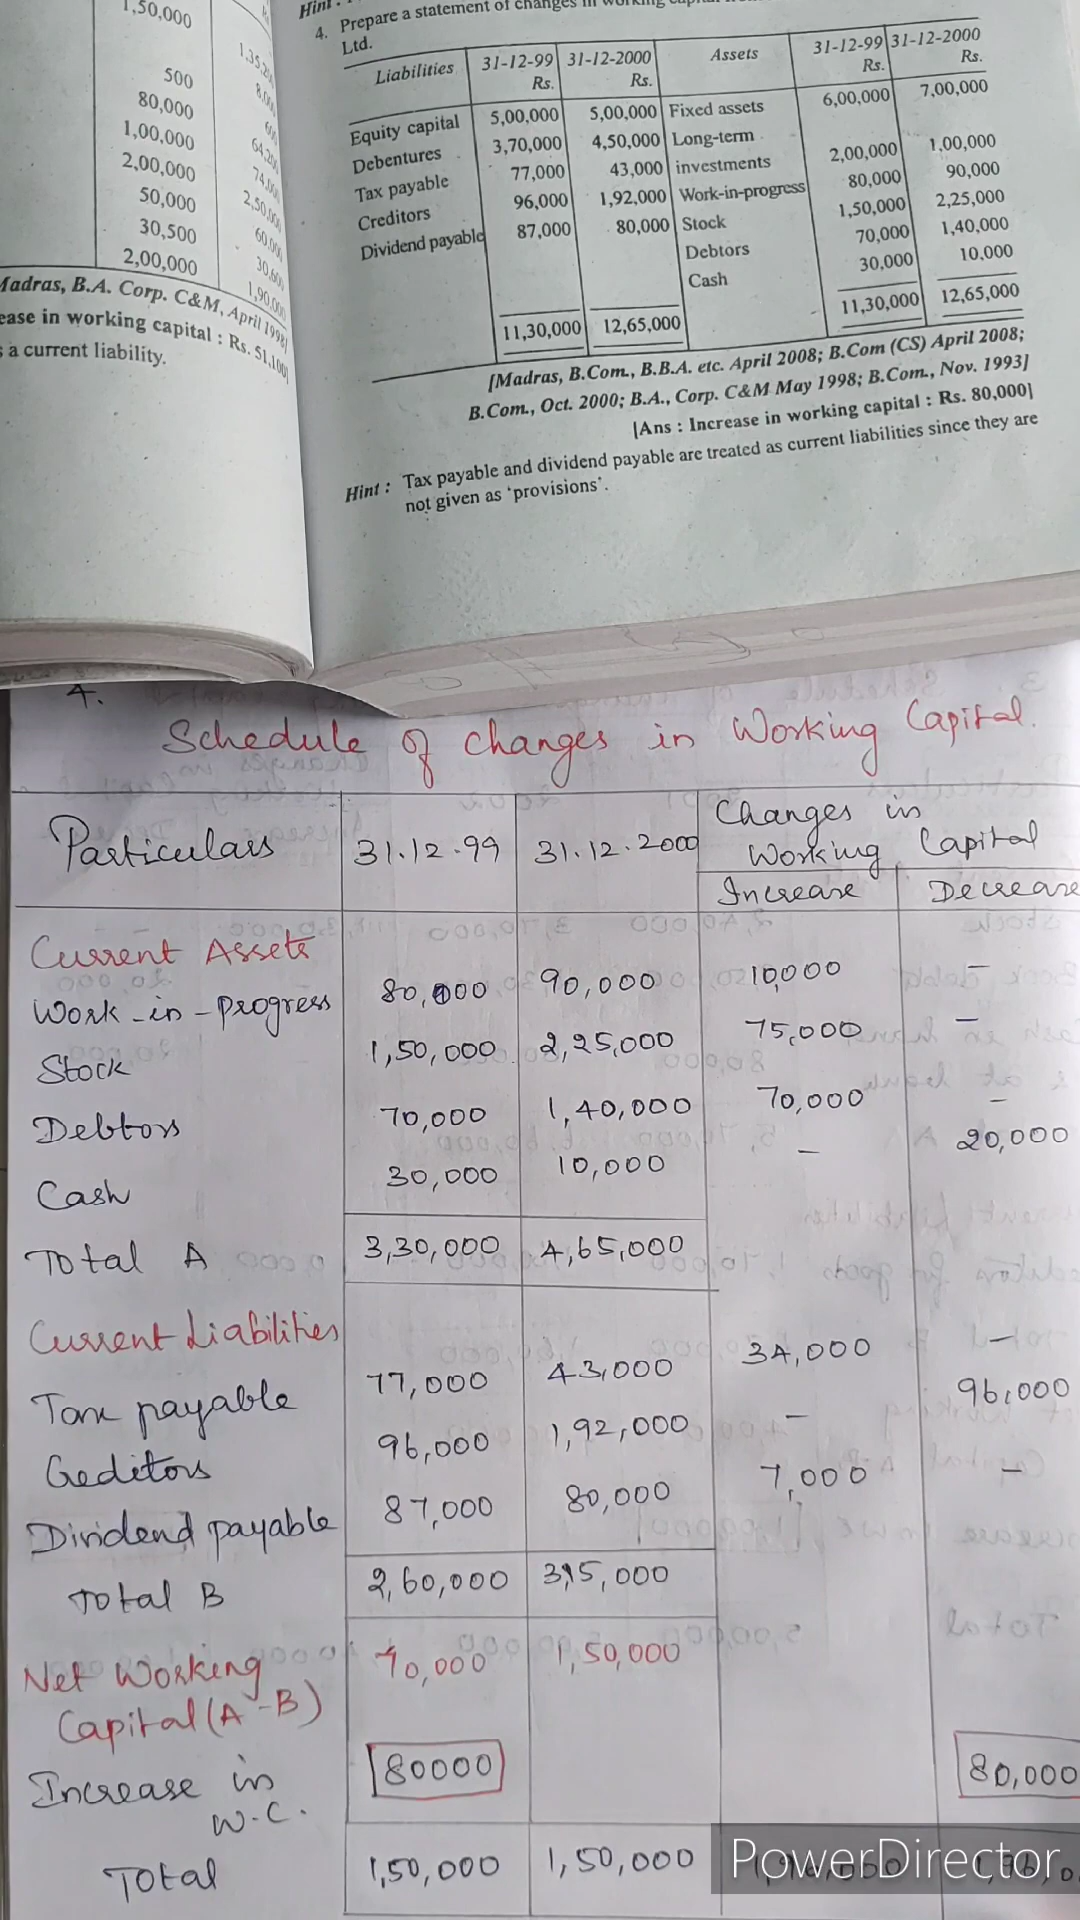 1,50,000
500
80,000
1,00,000
2,00,000
50,000
30,500
2,00,000
8,000
2,50,000
60,000
30,600
1,90,000
Madras, B.A. Corp. C&M, April 1998]
ease in working capital : Rs. 51,100]
a current liability.
Hint :
4. Prepare a statement of changes in working capital
Ltd.
Liabilities 31-12-99 31-12-2000 Assets 31-12-99 31-12-2000
Rs. Rs. Rs. Rs.
Equity capital 5,00,000 5,00,000 Fixed assets 6,00,000 7,00,000
Debentures 3,70,000 4,50,000 Long-term
Tax payable 77,000 43,000 investments 2,00,000 1,00,000
Creditors 96,000 1,92,000 Work-in-progress 80,000 90,000
Dividend payable 87,000 80,000 Stock 1,50,000 2,25,000
Debtors 70,000 1,40,000
Cash 30,000 10,000
11,30,000 12,65,000 11,30,000 12,65,000
[Madras, B.Com., B.B.A. etc. April 2008; B.Com (CS) April 2008;
B.Com., Oct. 2000; B.A., Corp. C&M May 1998; B.Com., Nov. 1993]
[Ans : Increase in working capital : Rs. 80,000]
Hint : Tax payable and dividend payable are treated as current liabilities since they are
not given as 'provisions'.
4.
Schedule of changes in Working Capital.
Particulars 31.12.99 31.12.2000 Changes in
Working Capital
Increase Decrease
Current Assets
Work-in-progress 80,000 90,000 10,000 -
Stock 1,50,000 2,25,000 75,000 -
Debtors 70,000 1,40,000 70,000 -
Cash 30,000 10,000 - 20,000
Total A 3,30,000 4,65,000
Current Liabilities
Tax payable 77,000 43,000 34,000 -
Creditors 96,000 1,92,000 - 96,000
Dividend payable 87,000 80,000 7,000 -
Total B 2,60,000 315,000
Net Working 70,000 1,50,000
Capital (A-B)
Increase in 80000 80,000
W.C.
Total 1,50,000 1,50,000
PowerDirector